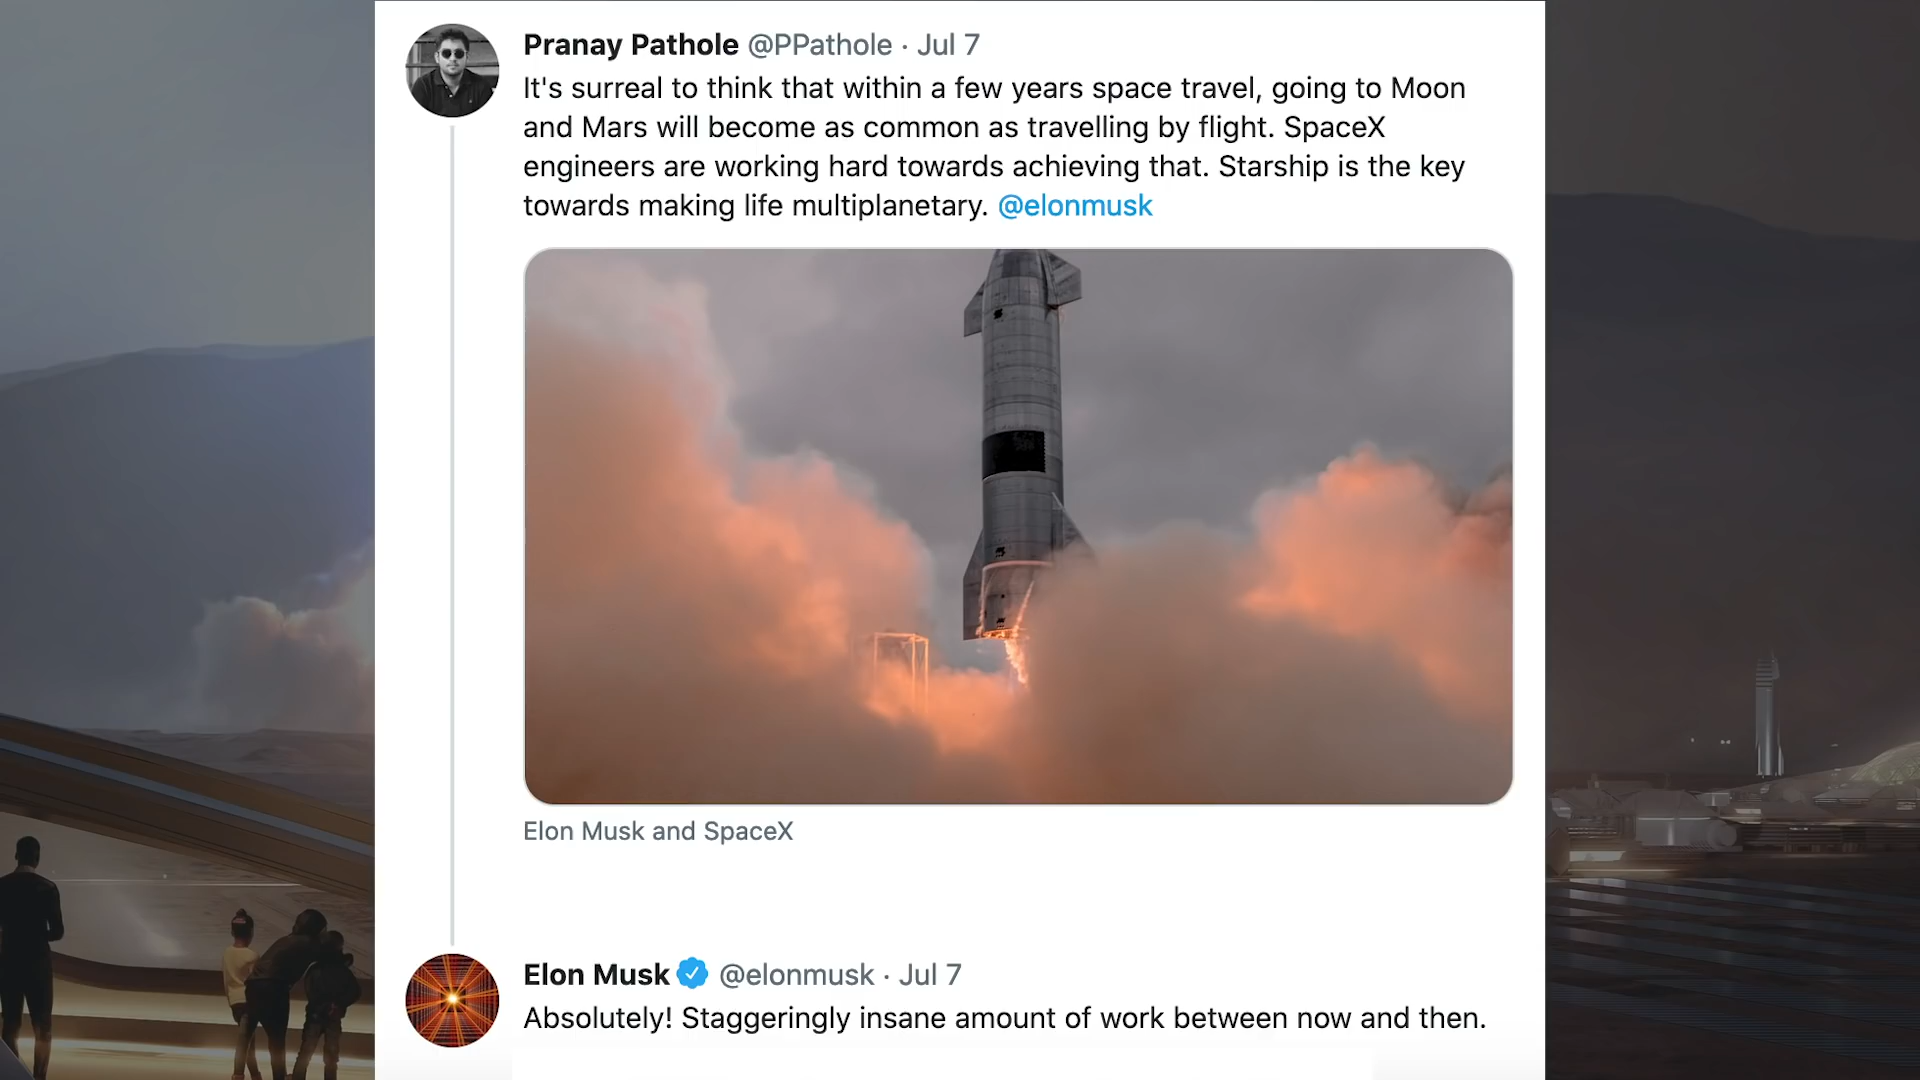 Pranay Pathole @PPathole · Jul 7
It's surreal to think that within a few years space travel, going to Moon
and Mars will become as common as travelling by flight. SpaceX
engineers are working hard towards achieving that. Starship is the key
towards making life multiplanetary. @elonmusk
Elon Musk and SpaceX
Elon Musk @elonmusk · Jul 7
Absolutely! Staggeringly insane amount of work between now and then.